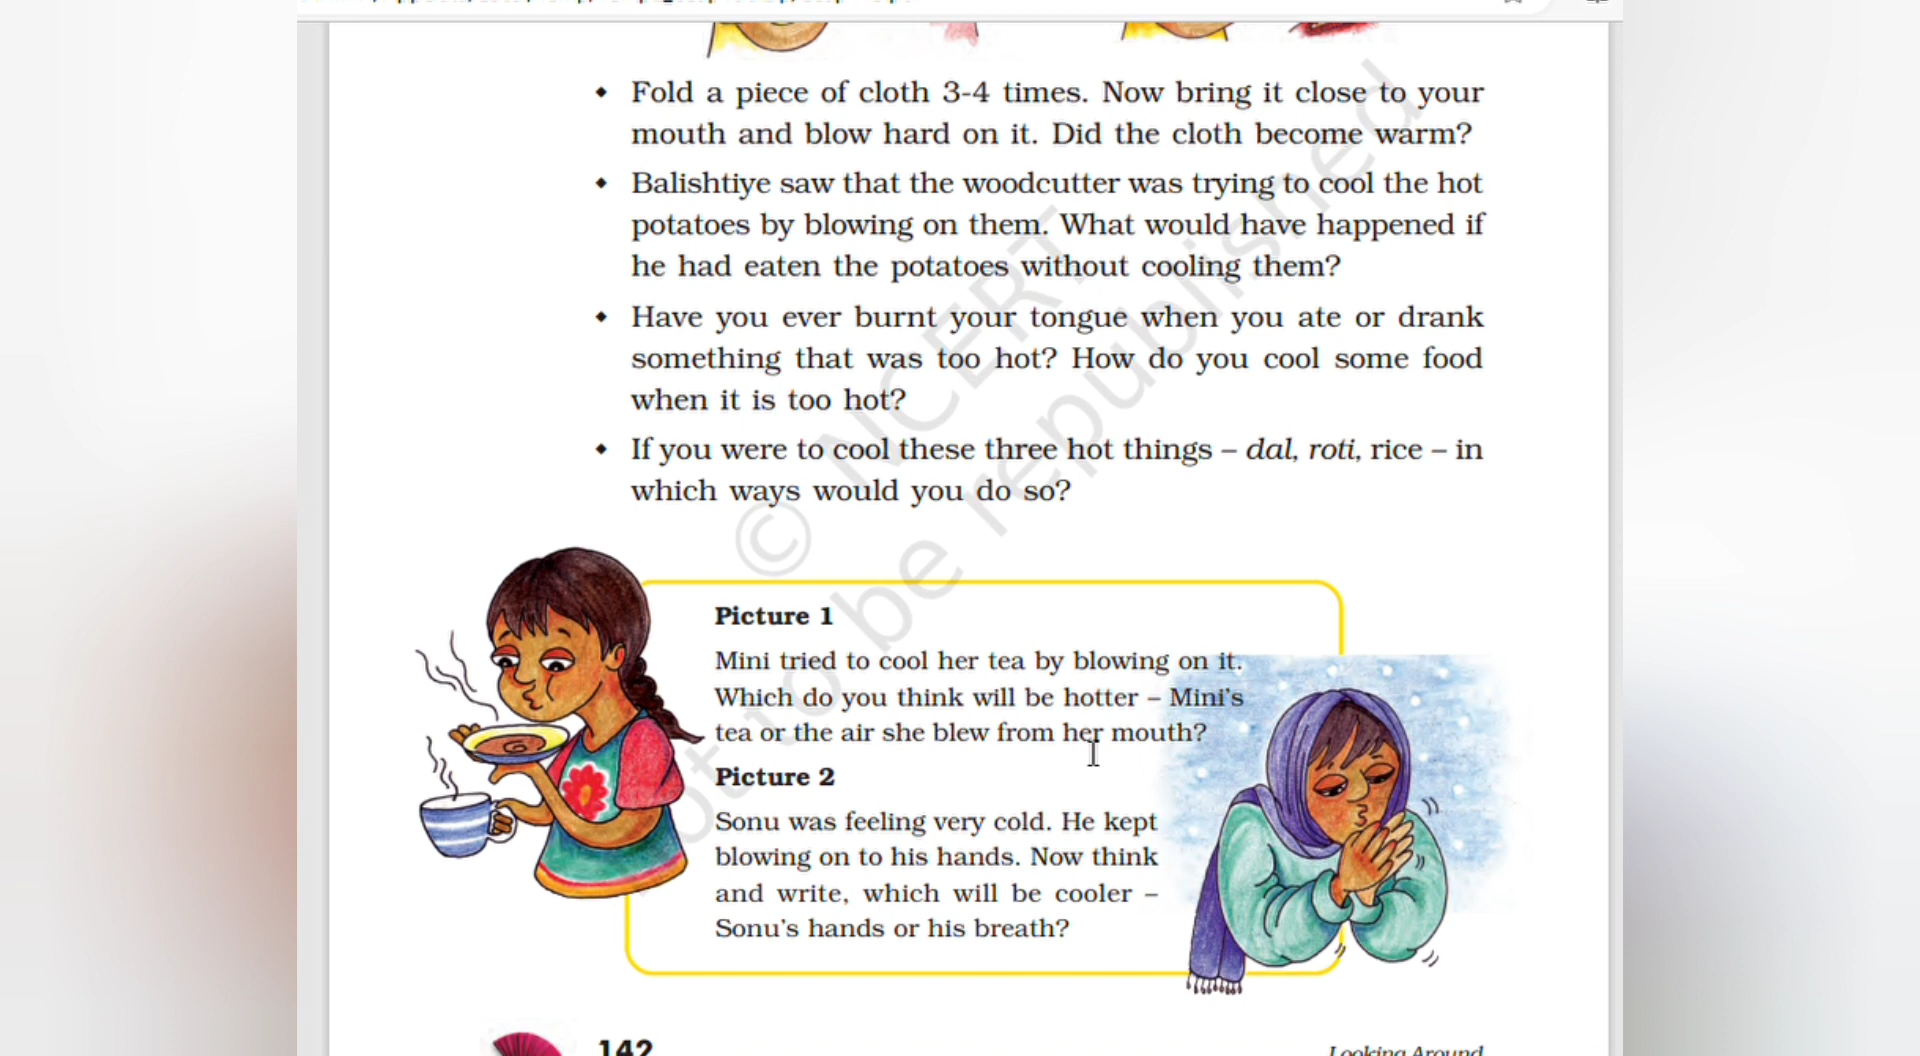 ◆ Fold a piece of cloth 3-4 times. Now bring it close to your
mouth and blow hard on it. Did the cloth become warm?
◆ Balishtiye saw that the woodcutter was trying to cool the hot
potatoes by blowing on them. What would have happened if
he had eaten the potatoes without cooling them?
◆ Have you ever burnt your tongue when you ate or drank
something that was too hot? How do you cool some food
when it is too hot?
◆ If you were to cool these three hot things – dal, roti, rice – in
which ways would you do so?
© NCERT
not to be republished
Picture 1
Mini tried to cool her tea by blowing on it.
Which do you think will be hotter – Mini's
tea or the air she blew from her mouth?
Picture 2
Sonu was feeling very cold. He kept
blowing on to his hands. Now think
and write, which will be cooler –
Sonu's hands or his breath?
142
Looking Around